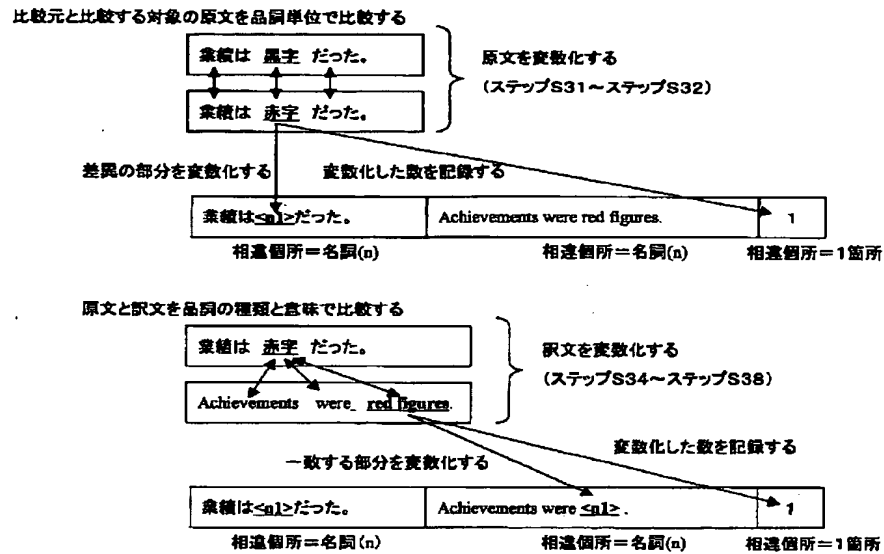 比較元と比較する対象の原文を品詞単位で比較する
業績は 黒字 だった。
原文を変数化する
(ステップS31～ステップS32)
業績は 赤字 だった。
差異の部分を変数化する 変数化した数を記録する
業績は<n1>だった。 Achievements were red figures. 1
相違個所＝名詞(n) 相違個所＝名詞(n) 相違個所＝1箇所
原文と訳文を品詞の種類と意味で比較する
業績は 赤字 だった。
訳文を変数化する
(ステップS34～ステップS38)
Achievements were red figures.
変数化した数を記録する
一致する部分を変数化する
業績は<n1>だった。 Achievements were <n1> . 1
相違個所＝名詞(n) 相違個所＝名詞(n) 相違個所＝1箇所